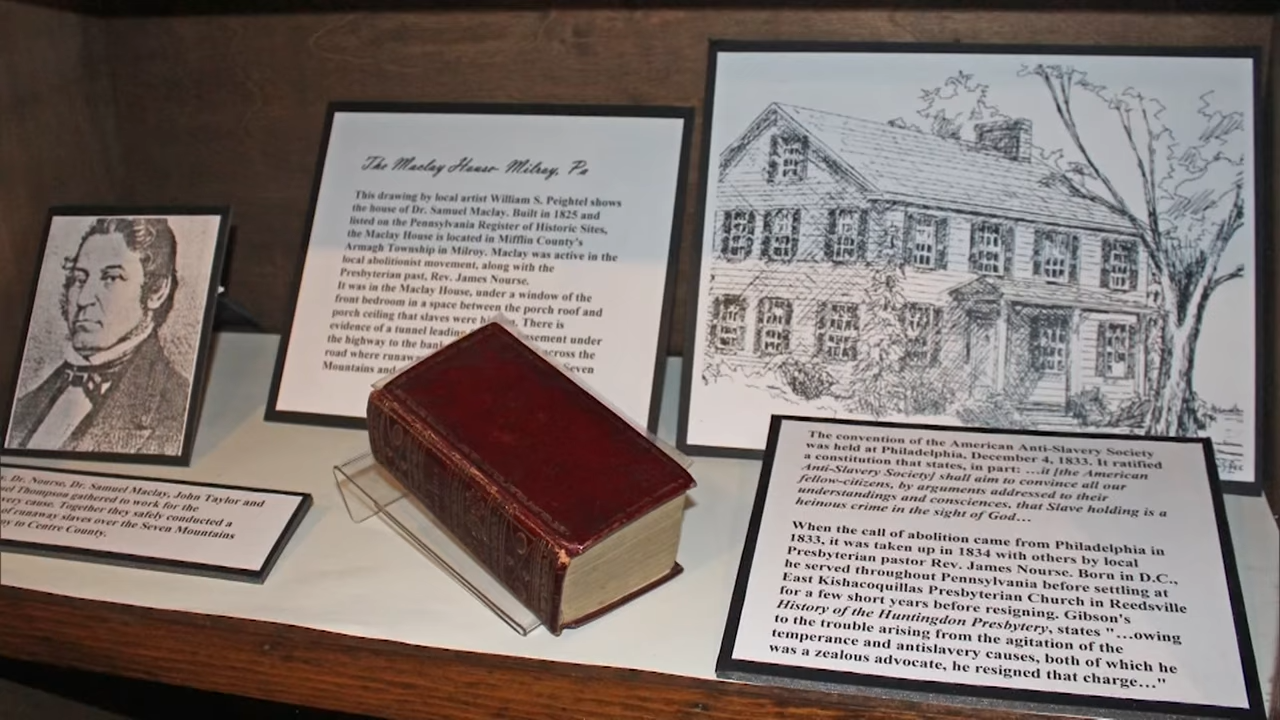 The Maclay House- Milroy, Pa
This drawing by local artist William S. Peightel shows
the house of Dr. Samuel Maclay. Built in 1825 and
listed on the Pennsylvania Register of Historic Sites,
the Maclay House is located in Mifflin County's
Armagh Township in Milroy. Maclay was active in the
local abolitionist movement, along with the
Presbyterian past, Rev. James Nourse.
It was in the Maclay House, under a window of the
front bedroom in a space between the porch roof and
porch ceiling that slaves were There is
evidence of a tunnel leading under
the highway to the across the
road where Seven
Mountains and
Dr. Nourse, Dr. Samuel Maclay, John Taylor and
Thompson gathered to work for the
cause. Together they safely conducted a
of runaway slaves over the Seven Mountains
to Centre County.
The convention of the American Anti-Slavery Society
was held at Philadelphia, December 4, 1833. It ratified
a constitution that states, in part: …it [the American
Anti-Slavery Society] shall aim to convince all our
fellow-citizens, by arguments addressed to their
understandings and consciences, that Slave holding is a
heinous crime in the sight of God…
When the call of abolition came from Philadelphia in
1833, it was taken up in 1834 with others by local
Presbyterian pastor Rev. James Nourse. Born in D.C.,
he served throughout Pennsylvania before settling at
East Kishacoquillas Presbyterian Church in Reedsville
for a few short years before resigning. Gibson's
History of the Huntingdon Presbytery, states "…owing
to the trouble arising from the agitation of the
temperance and antislavery causes, both of which he
was a zealous advocate, he resigned that charge…"